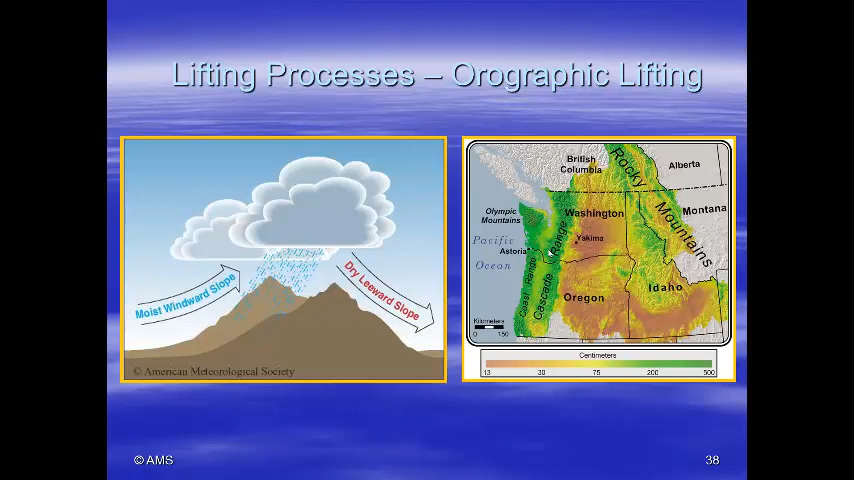 Lifting Processes – Orographic Lifting
Moist Windward Slope
Dry Leeward Slope
© American Meteorological Society
British
Columbia
Alberta
Rocky
Mountains
Olympic
Mountains
Washington
Montana
Pacific
Ocean
Yakima
Astoria
Coast Range
Cascade Range
Oregon
Idaho
Kilometers
0 150
Centimeters
13 30 75 200 500
© AMS
38